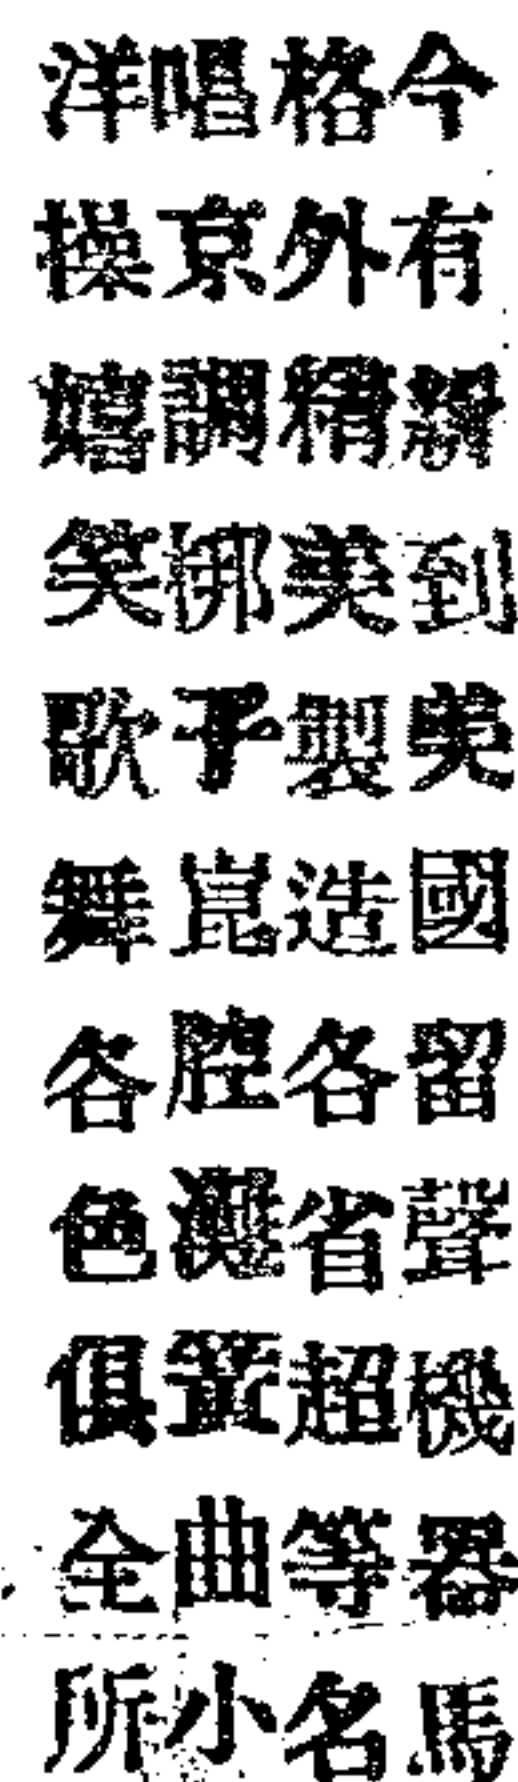 今有新到美國留聲機器馬
格外精美製造各省超等名
唱京調梆子崑腔灘簧曲小
洋操嬉笑歌舞各色俱全所